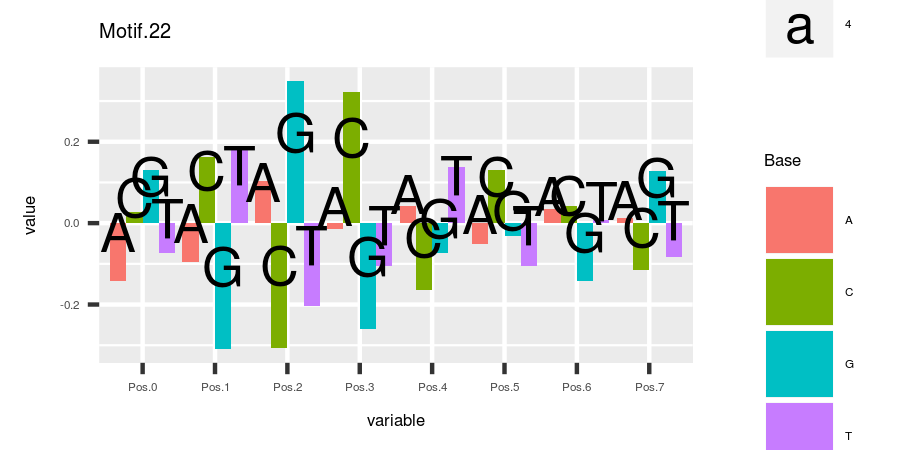 Motif.22
a 4
value
0.2
0.0
-0.2
A C G T A C G T A G C T A C G T A C G T A C G T A C G T A C G T
Pos.0 Pos.1 Pos.2 Pos.3 Pos.4 Pos.5 Pos.6 Pos.7
variable
Base
A
C
G
T